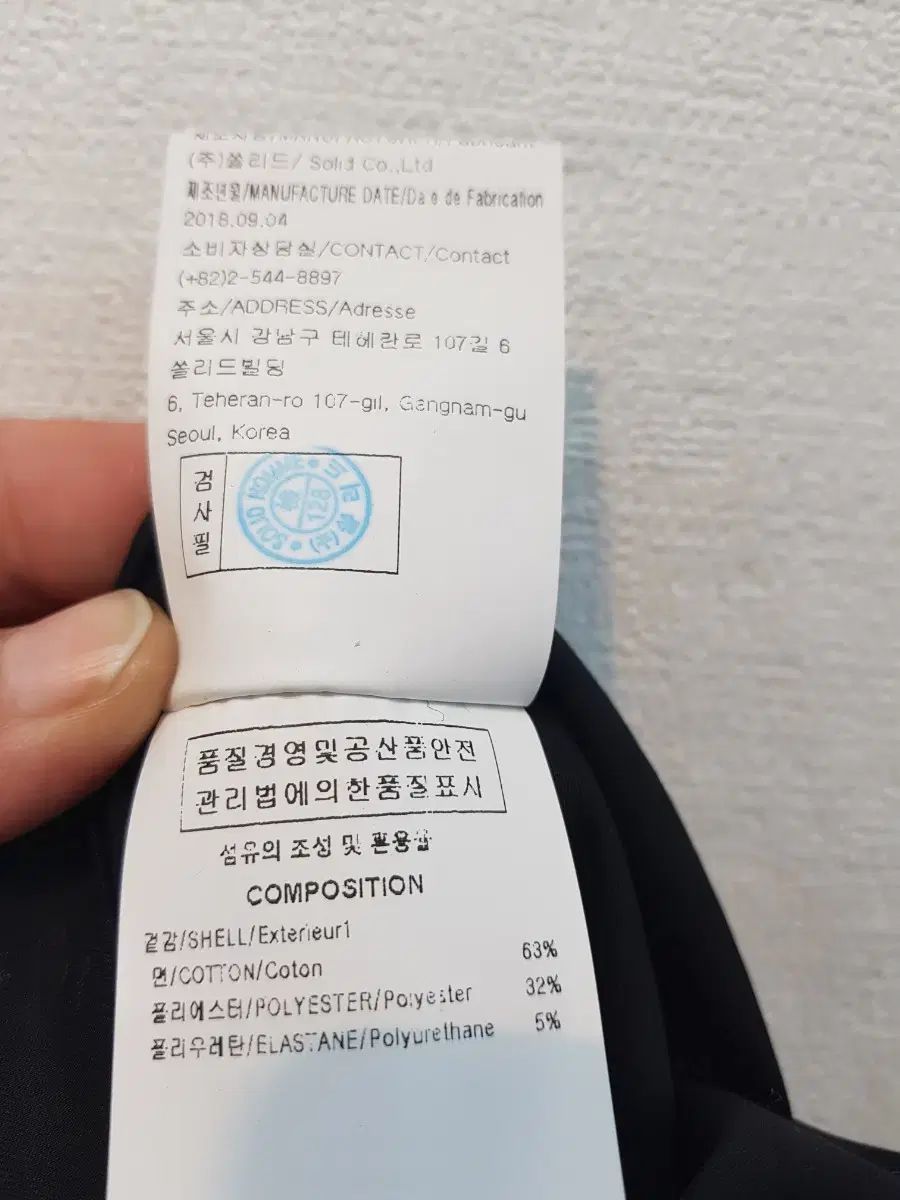 (주)쏠리드/ Solid Co.,Ltd
제조년월/MANUFACTURE DATE/Da e de Fabrication
2018.09.04
소비자상담실/CONTACT/Contact
(+82)2-544-8897
주소/ADDRESS/Adresse
서울시 강남구 테헤란로 107길 6
쏠리드빌딩
6, Teheran-ro 107-gil, Gangnam-gu
Seoul, Korea
검사필
SOLID HOMME
128
품질경영및공산품안전
관리법에의한품질표시
섬유의 조성 및 혼용율
COMPOSITION
겉감/SHELL/Exterieur1
면/COTTON/Coton 63%
폴리에스터/POLYESTER/Polyester 32%
폴리우레탄/ELASTANE/Polyurethane 5%